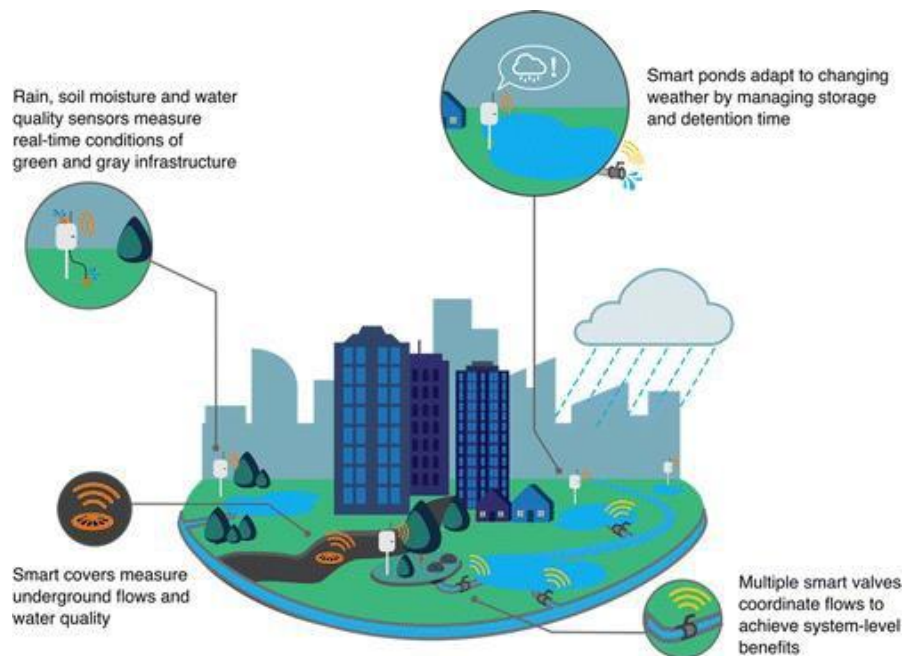 Rain, soil moisture and water
quality sensors measure
real-time conditions of
green and gray infrastructure
Smart ponds adapt to changing
weather by managing storage
and detention time
!
Smart covers measure
underground flows and
water quality
Multiple smart valves
coordinate flows to
achieve system-level
benefits